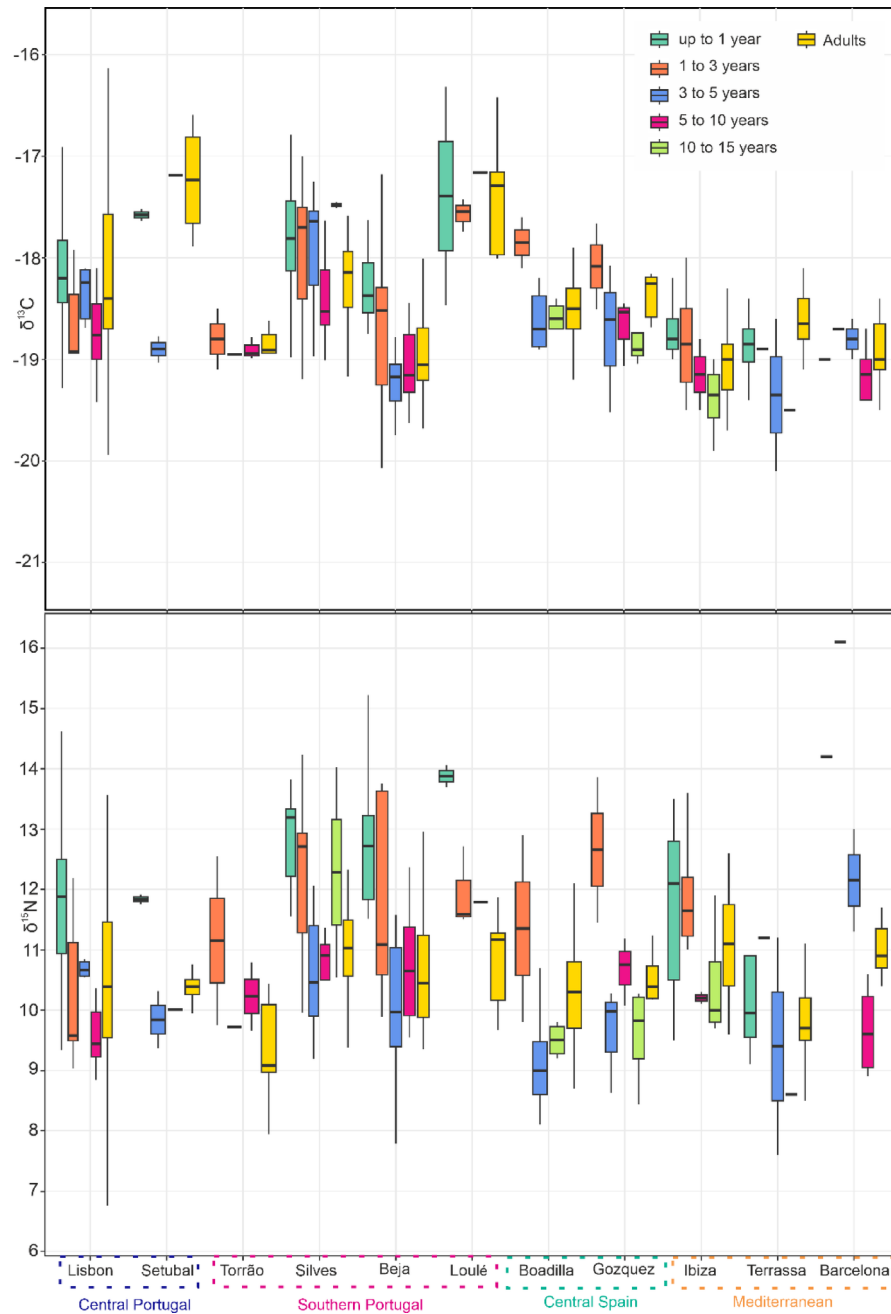 -16
-17
-18
δ13C
-19
-20
-21
up to 1 year
Adults
1 to 3 years
3 to 5 years
5 to 10 years
10 to 15 years
16
15
14
13
12
δ15N
11
10
9
8
7
6
Lisbon Setubal Torrão Silves Beja Loulé Boadilla Gozquez Ibiza Terrassa Barcelona
Central Portugal Southern Portugal Central Spain Mediterranean